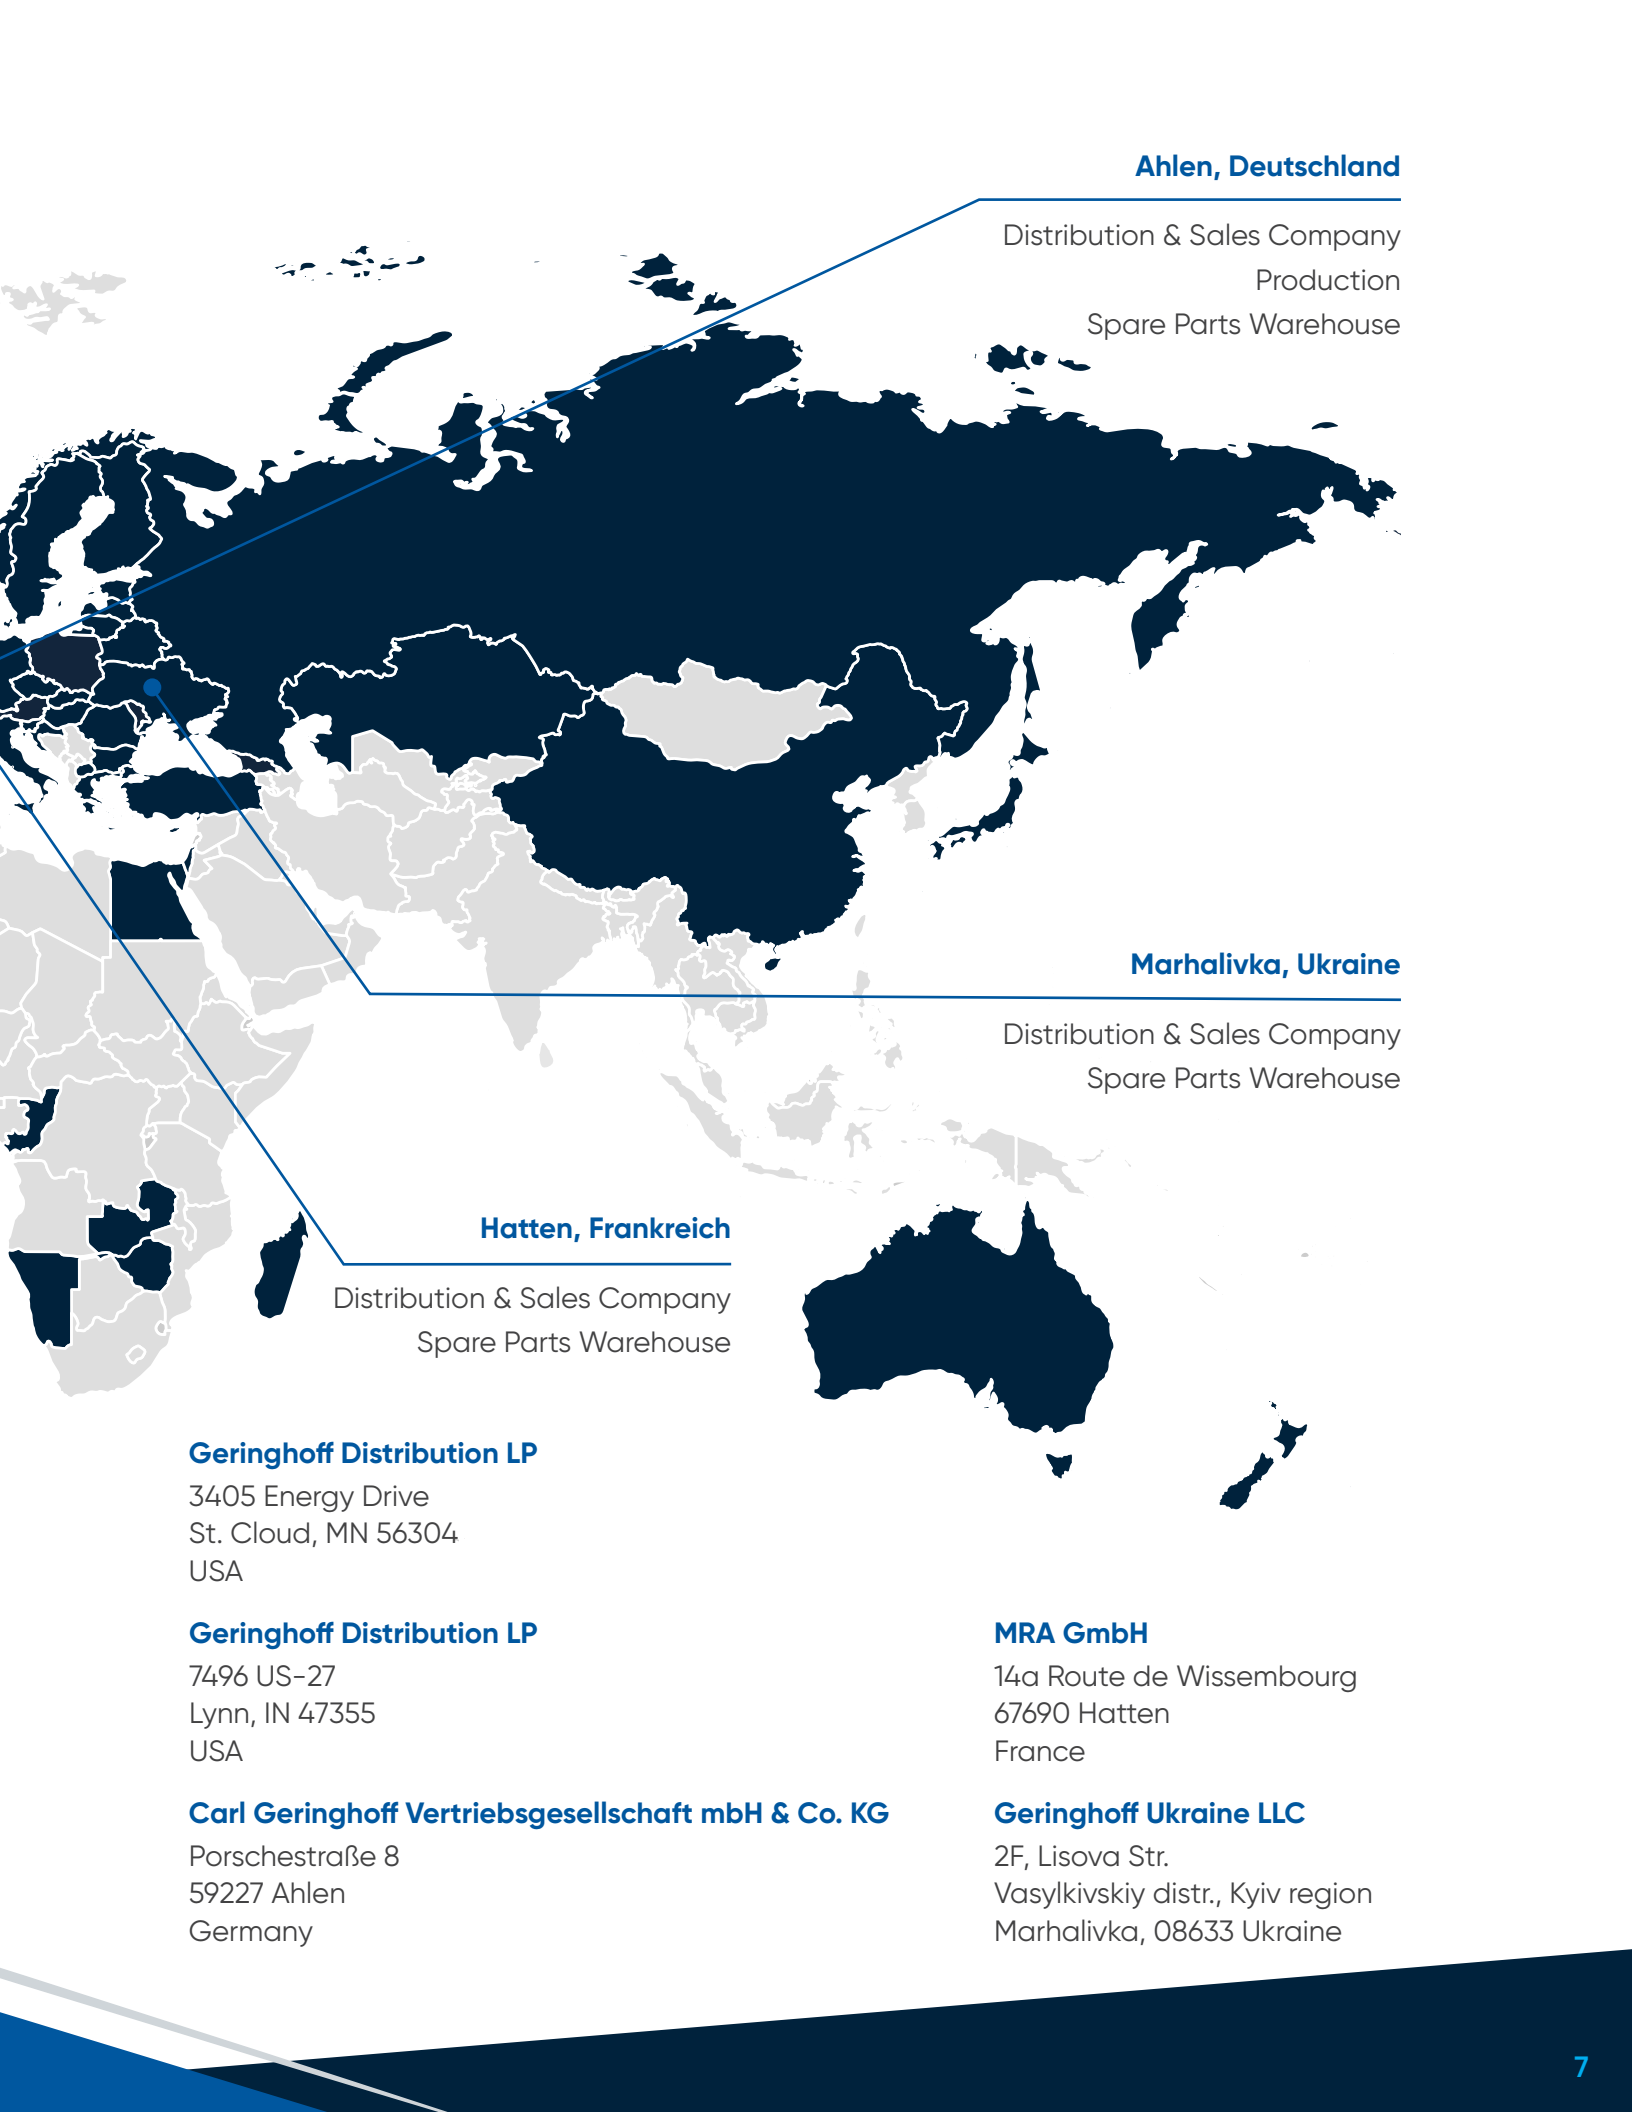 Ahlen, Deutschland
Distribution & Sales Company
Production
Spare Parts Warehouse
Marhalivka, Ukraine
Distribution & Sales Company
Spare Parts Warehouse
Hatten, Frankreich
Distribution & Sales Company
Spare Parts Warehouse
Geringhoff Distribution LP
3405 Energy Drive
St. Cloud, MN 56304
USA
Geringhoff Distribution LP
7496 US-27
Lynn, IN 47355
USA
Carl Geringhoff Vertriebsgesellschaft mbH & Co. KG
Porschestraße 8
59227 Ahlen
Germany
MRA GmbH
14a Route de Wissembourg
67690 Hatten
France
Geringhoff Ukraine LLC
2F, Lisova Str.
Vasylkivskiy distr., Kyiv region
Marhalivka, 08633 Ukraine
7